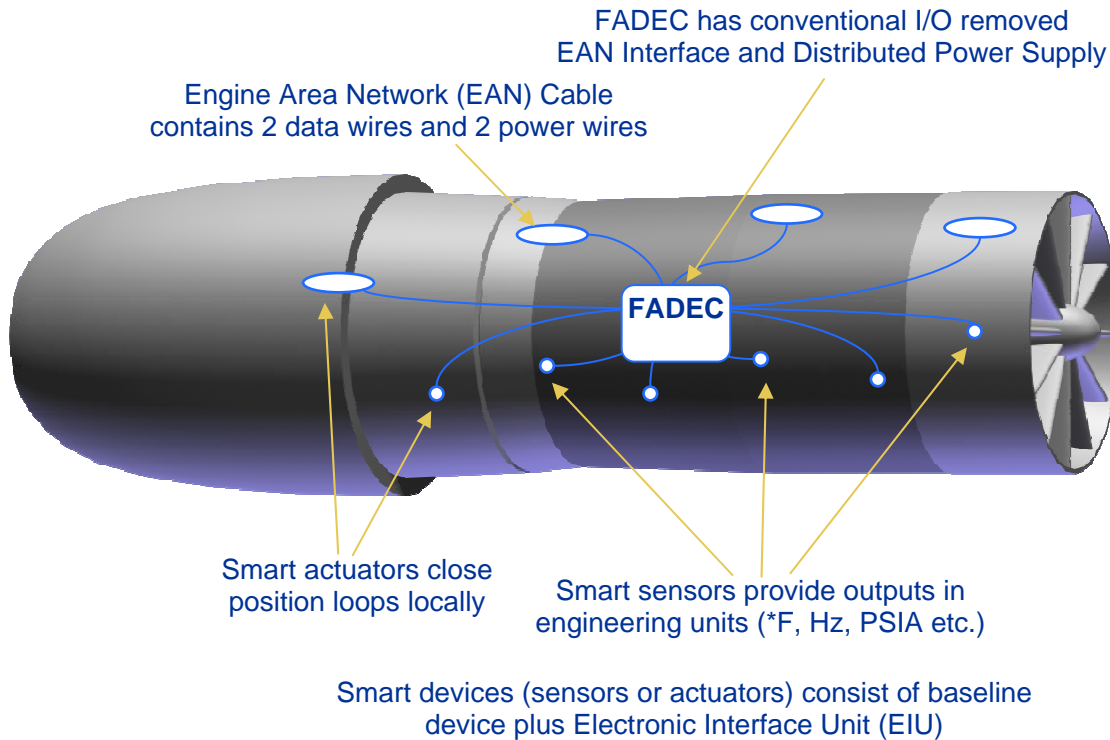 FADEC has conventional I/O removed
EAN Interface and Distributed Power Supply
Engine Area Network (EAN) Cable
contains 2 data wires and 2 power wires
FADEC
Smart actuators close
position loops locally
Smart sensors provide outputs in
engineering units (*F, Hz, PSIA etc.)
Smart devices (sensors or actuators) consist of baseline
device plus Electronic Interface Unit (EIU)